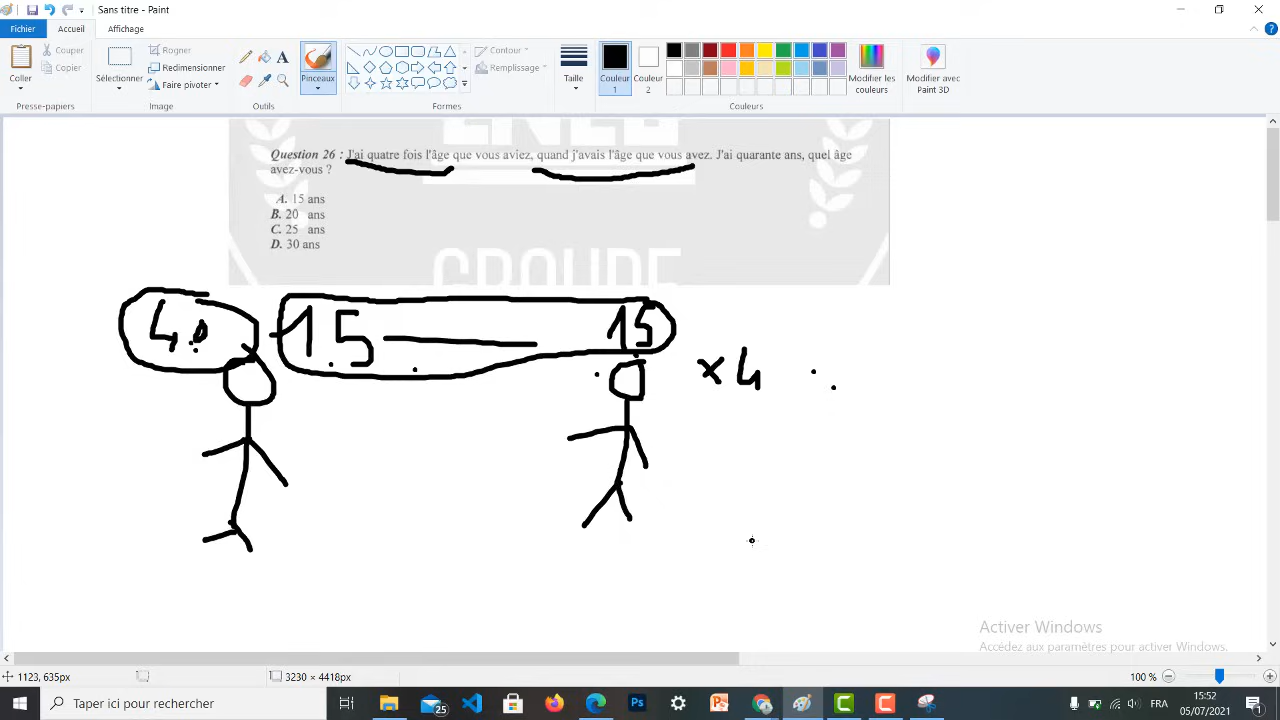 Sans titre - Paint
Fichier Accueil Affichage
Coller
Couper
Copier
Sélectionner
Rogner
Redimensionner
Faire pivoter
A
Pinceaux
Contour
Remplissage
Taille
Couleur 1
Couleur 2
Modifier les couleurs
Modifier avec Paint 3D
Presse-papiers Image Outils Formes Couleurs
Question 26 : J'ai quatre fois l'âge que vous aviez, quand j'avais l'âge que vous avez. J'ai quarante ans, quel âge
avez-vous ?
A. 15 ans
B. 20 ans
C. 25 ans
D. 30 ans
GROUPE
40 15 15
x 4
Activer Windows
Accédez aux paramètres pour activer Windows.
1123, 635px 3230 × 4418px 100 %
Taper ici pour rechercher
25
Ps
FRA
15:52
05/07/2021